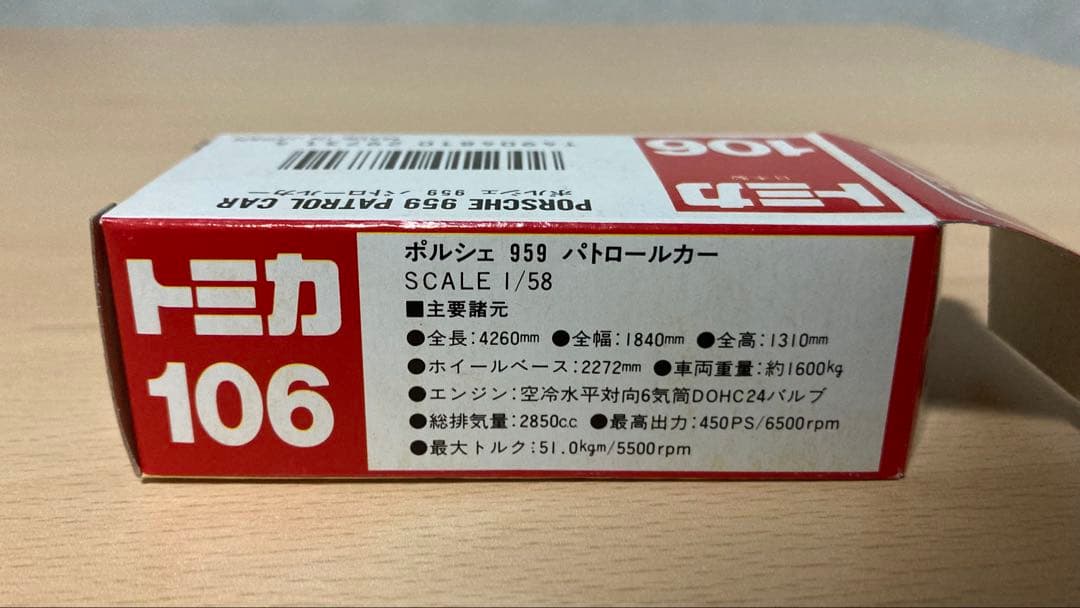 トミカ
106
ポルシェ 959 パトロールカー
SCALE 1/58
■主要諸元
●全長:4260mm ●全幅:1840mm ●全高:1310mm
●ホイールベース:2272mm ●車両重量:約1600kg
●エンジン:空冷水平対向6気筒DOHC24バルブ
●総排気量:2850c.c ●最高出力:450PS/6500rpm
●最大トルク:51.0kgm/5500rpm
PORSCHE 959 PATROL CAR
ポルシェ 959 パトロールカー
トミカ
日本製
106